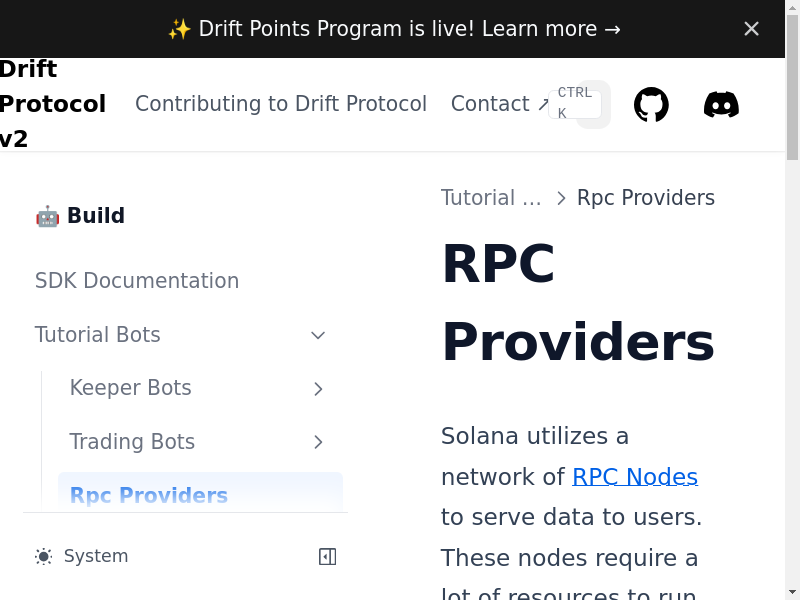 ✨ Drift Points Program is live! Learn more →
Drift
Protocol
v2
Contributing to Drift Protocol
Contact ↗
CTRL
K
🤖 Build
SDK Documentation
Tutorial Bots
Keeper Bots
Trading Bots
Rpc Providers
System
Tutorial … > Rpc Providers
RPC
Providers
Solana utilizes a
network of RPC Nodes
to serve data to users.
These nodes require a
lot of resources to run